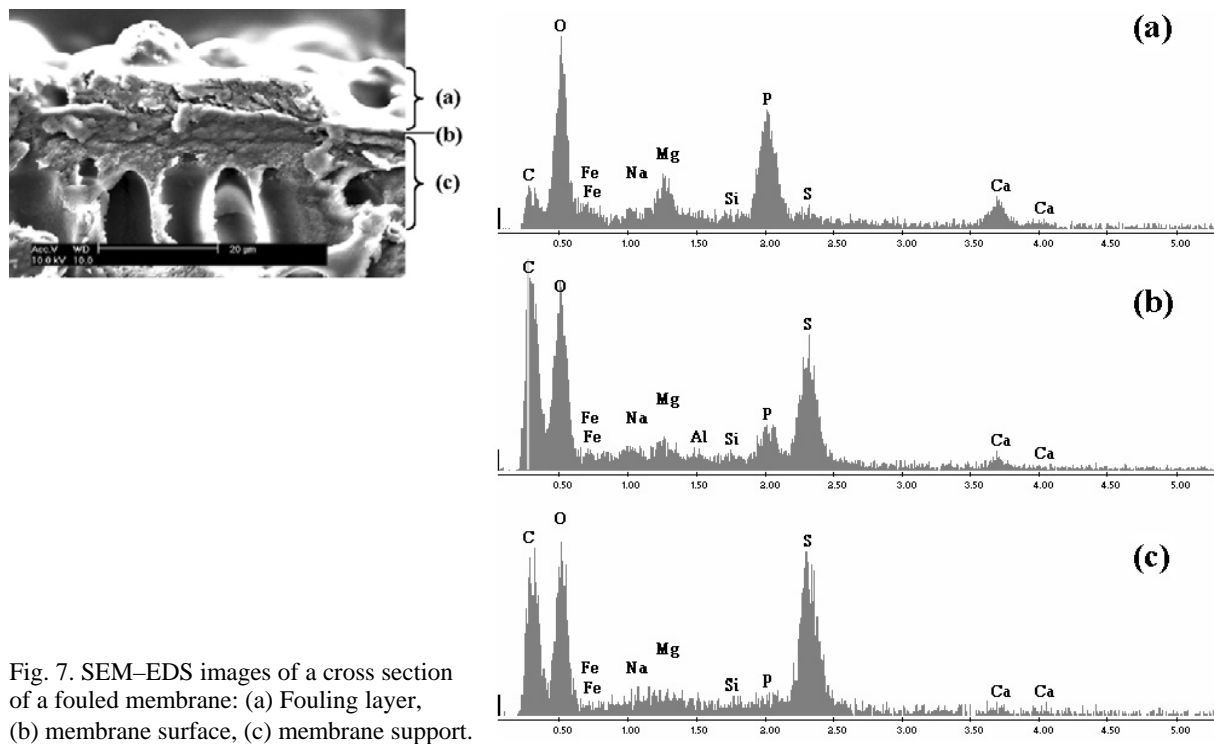 (a)
(b)
(c)
Acc.V WD 20 µm
10.0 kV 10.0
(a)
O
P
Mg
C Fe Na Si S Ca Ca
Fe
0.50 1.00 1.50 2.00 2.50 3.00 3.50 4.00 4.50 5.00
(b)
C
O
S
Mg
Fe Na P
Fe Al Si Ca Ca
0.50 1.00 1.50 2.00 2.50 3.00 3.50 4.00 4.50 5.00
(c)
O
C S
Mg
Fe Na
Fe Si P Ca Ca
0.50 1.00 1.50 2.00 2.50 3.00 3.50 4.00 4.50 5.00
Fig. 7. SEM–EDS images of a cross section
of a fouled membrane: (a) Fouling layer,
(b) membrane surface, (c) membrane support.